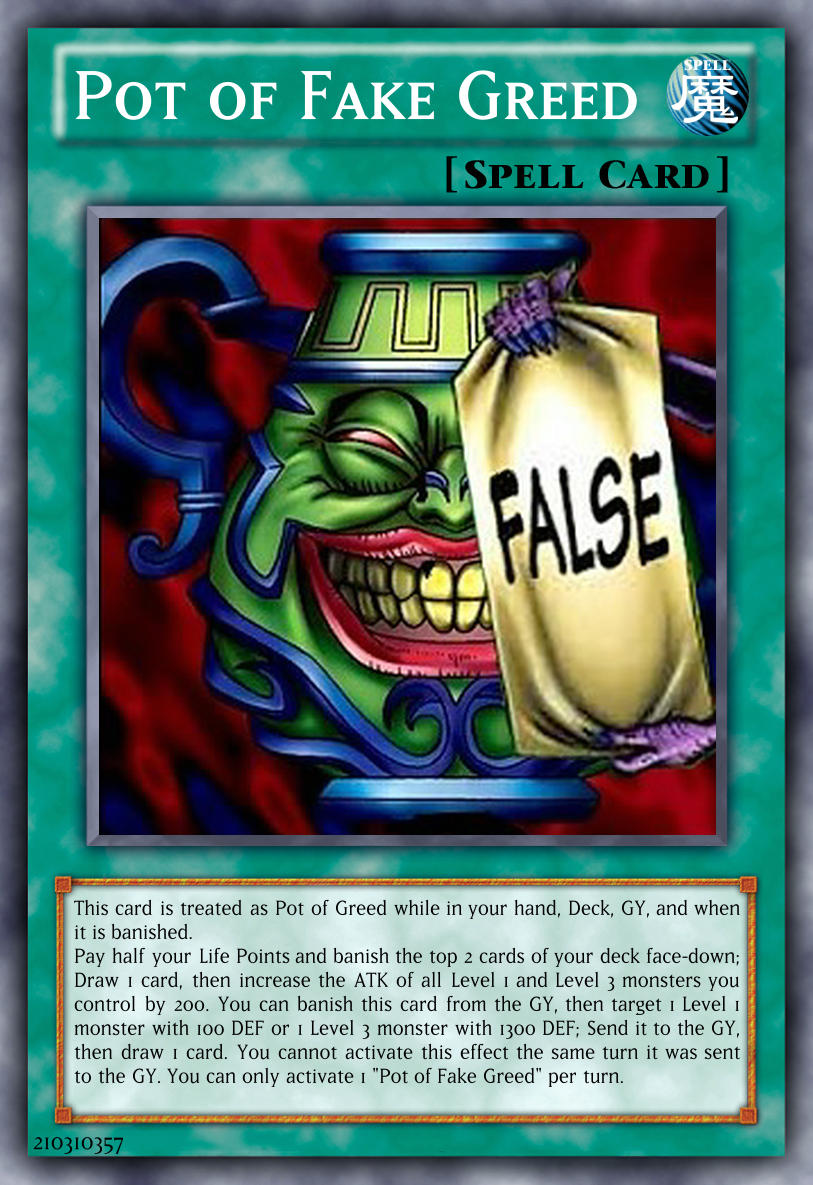 Pot of Fake Greed
SPELL
魔
[Spell Card]
FALSE
This card is treated as Pot of Greed while in your hand, Deck, GY, and when
it is banished.
Pay half your Life Points and banish the top 2 cards of your deck face-down;
Draw 1 card, then increase the ATK of all Level 1 and Level 3 monsters you
control by 200. You can banish this card from the GY, then target 1 Level 1
monster with 100 DEF or 1 Level 3 monster with 1300 DEF; Send it to the GY,
then draw 1 card. You cannot activate this effect the same turn it was sent
to the GY. You can only activate 1 "Pot of Fake Greed" per turn.
210310357